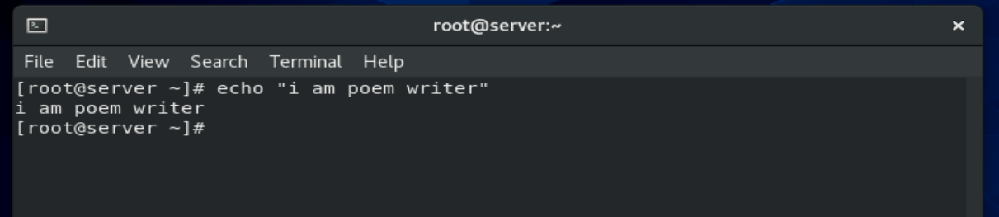 root@server:~
File Edit View Search Terminal Help
[root@server ~]# echo "i am poem writer"
i am poem writer
[root@server ~]#